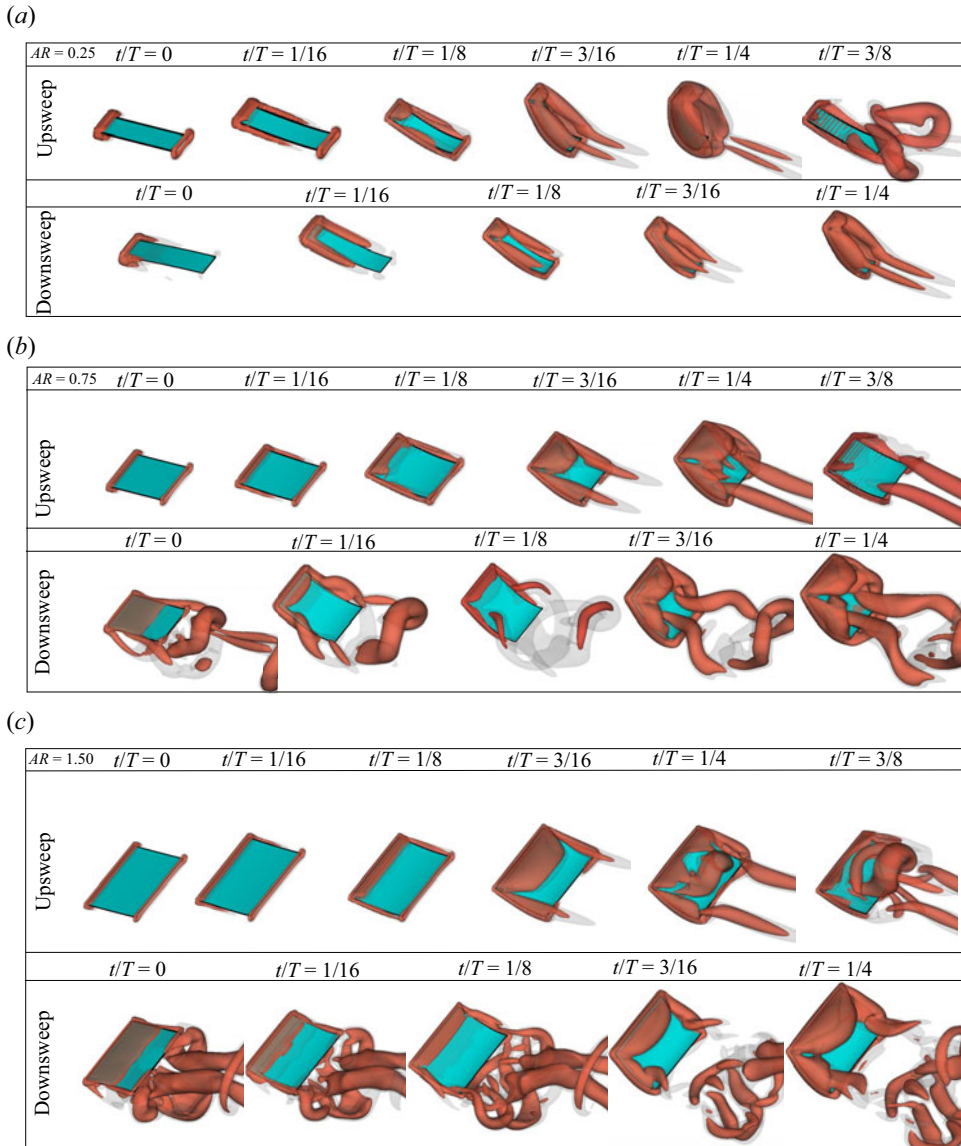 (a)
AR = 0.25 t/T = 0 t/T = 1/16 t/T = 1/8 t/T = 3/16 t/T = 1/4 t/T = 3/8
Upsweep
t/T = 0 t/T = 1/16 t/T = 1/8 t/T = 3/16 t/T = 1/4
Downsweep
(b)
AR = 0.75 t/T = 0 t/T = 1/16 t/T = 1/8 t/T = 3/16 t/T = 1/4 t/T = 3/8
Upsweep
t/T = 0 t/T = 1/16 t/T = 1/8 t/T = 3/16 t/T = 1/4
Downsweep
(c)
AR = 1.50 t/T = 0 t/T = 1/16 t/T = 1/8 t/T = 3/16 t/T = 1/4 t/T = 3/8
Upsweep
t/T = 0 t/T = 1/16 t/T = 1/8 t/T = 3/16 t/T = 1/4
Downsweep